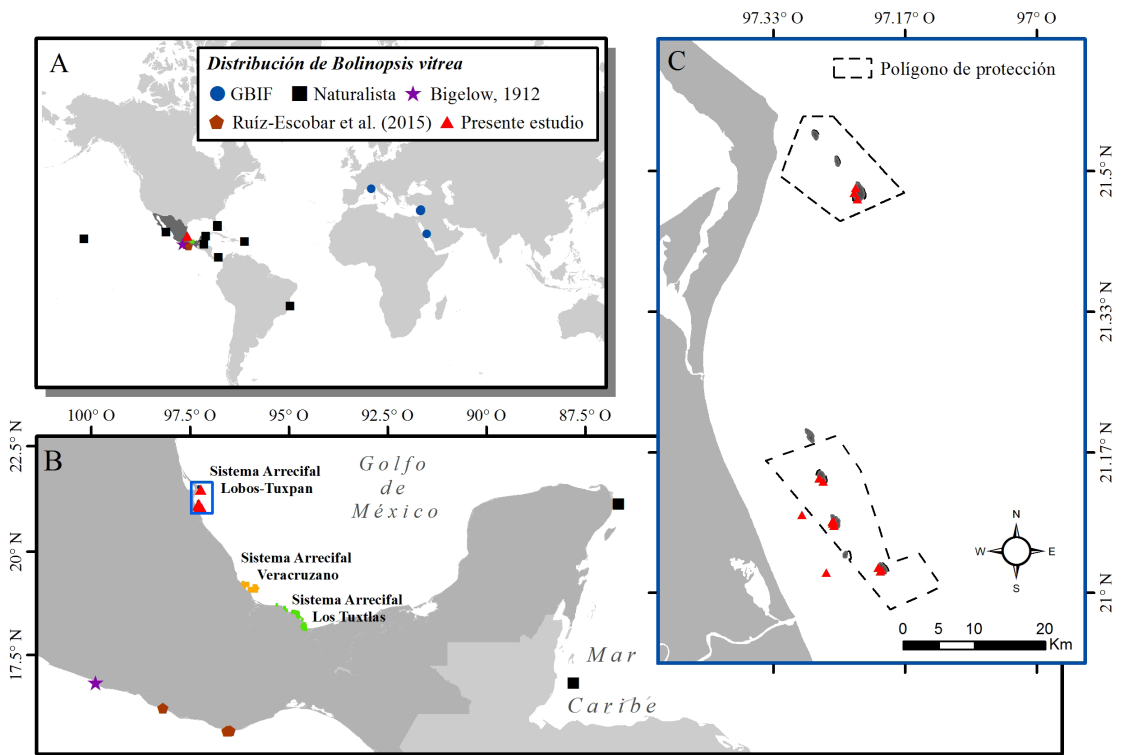 A
Distribución de Bolinopsis vitrea
GBIF
Naturalista
Bigelow, 1912
Ruíz-Escobar et al. (2015)
Presente estudio
100° O
97.5° O
95° O
92.5° O
90° O
87.5° O
22.5° N
20° N
17.5° N
B
Sistema Arrecifal
Lobos-Tuxpan
Golfo
de
México
Sistema Arrecifal
Veracruzano
Sistema Arrecifal
Los Tuxtlas
Mar
Caribe
97.33° O
97.17° O
97° O
C
Polígono de protección
21.5° N
21.33° N
21.17° N
21° N
N
W
E
S
0
5
10
20
Km